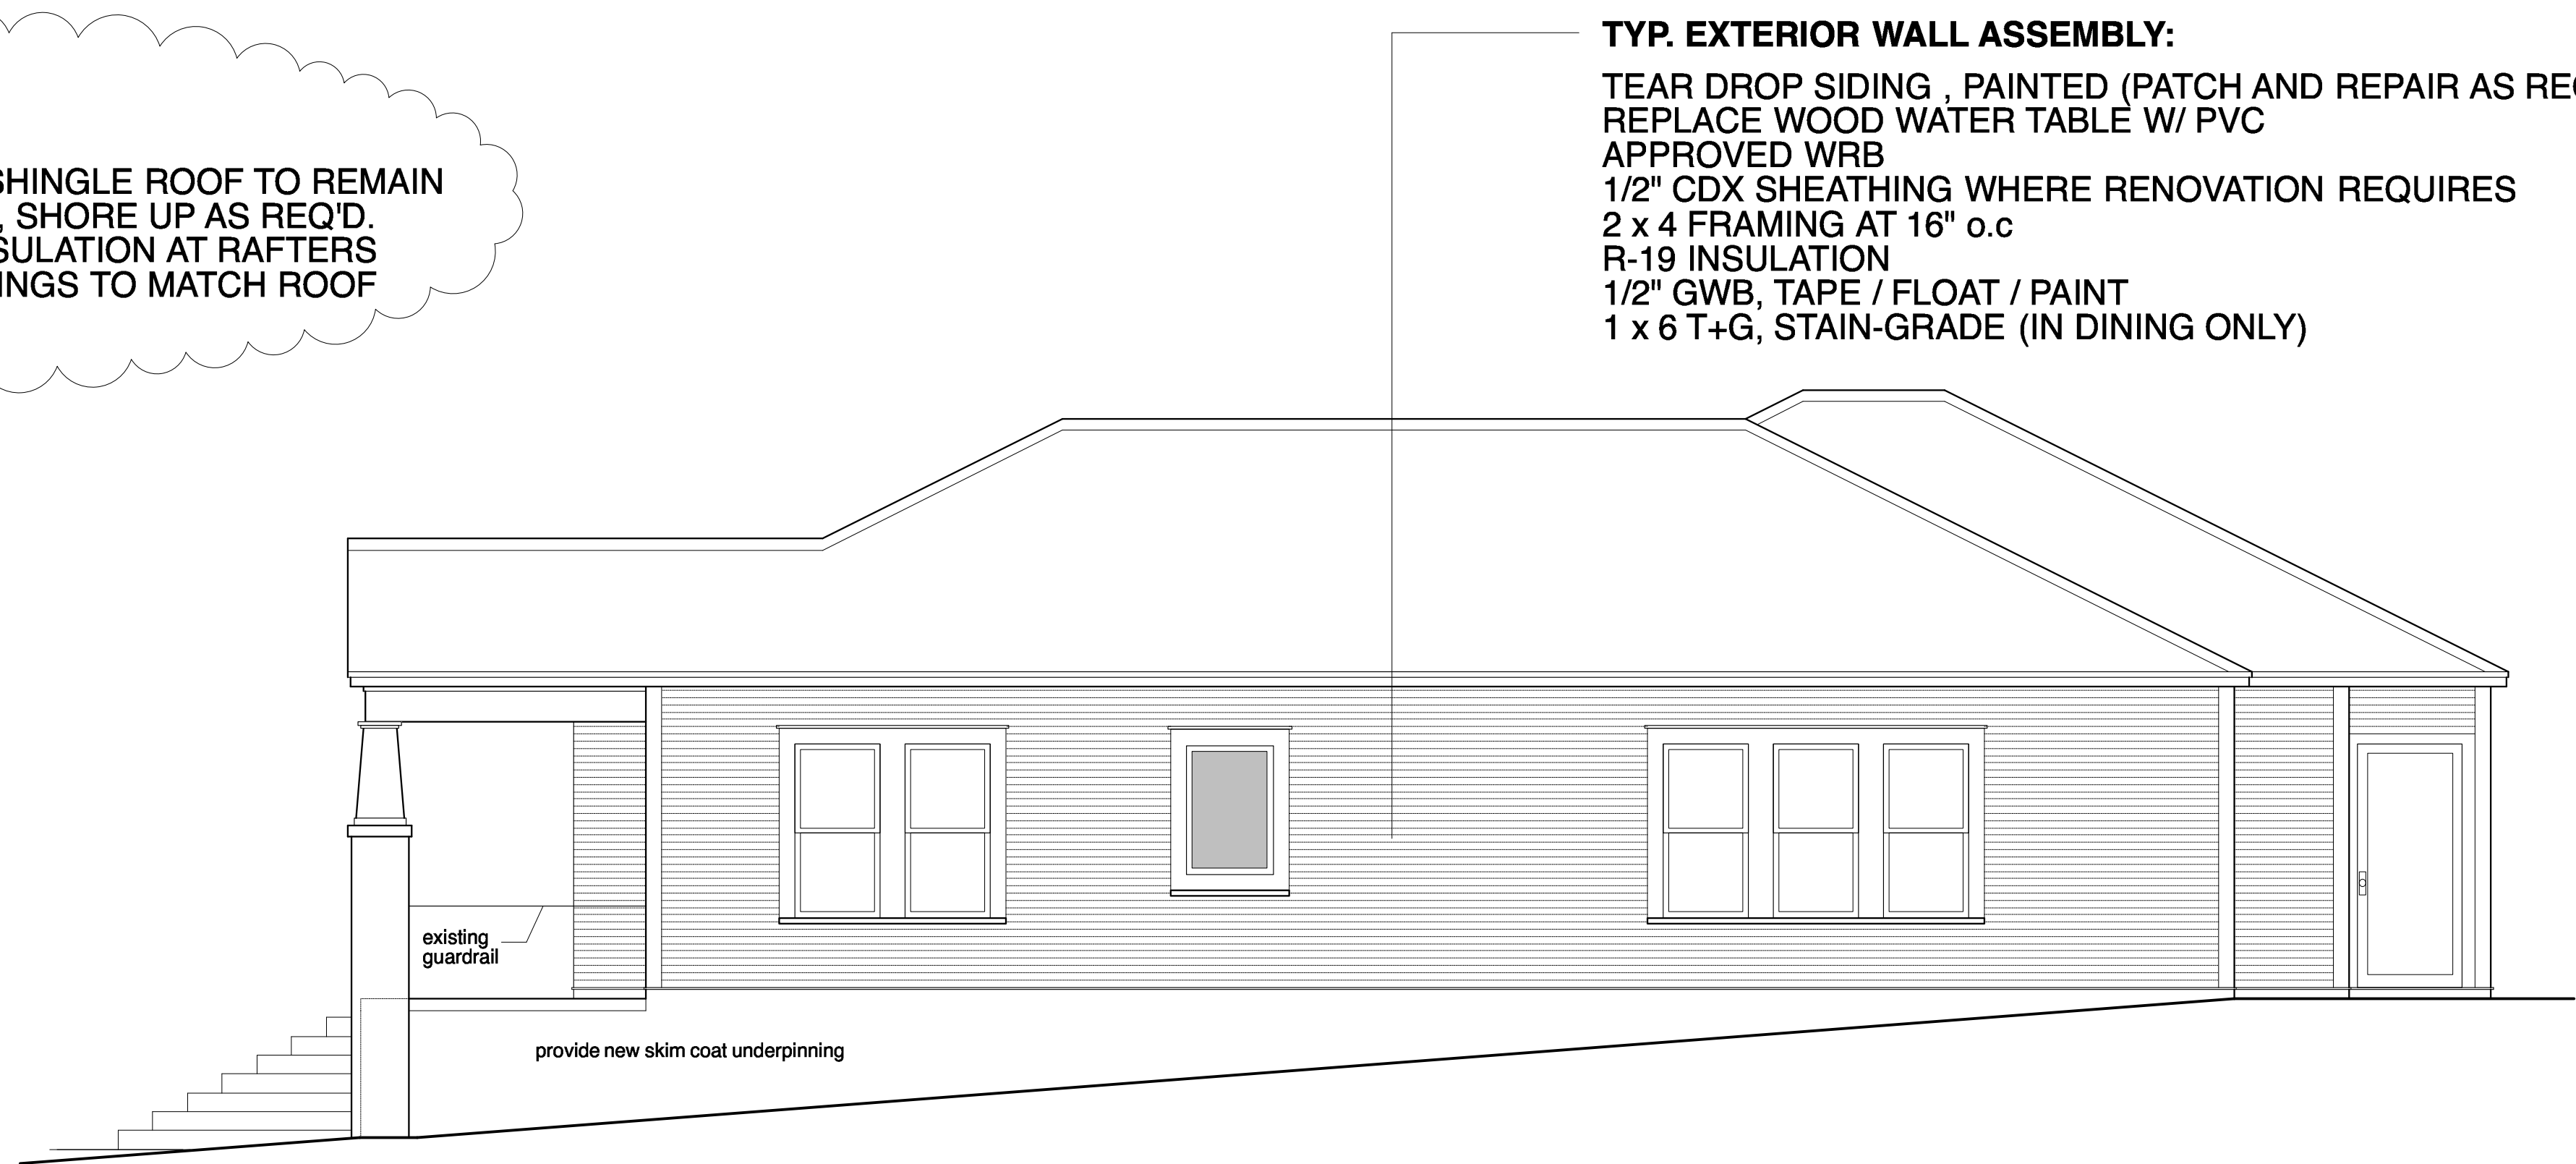 TYP. EXTERIOR WALL ASSEMBLY:
TEAR DROP SIDING , PAINTED (PATCH AND REPAIR AS
REPLACE WOOD WATER TABLE W/ PVC
APPROVED WRB
1/2" CDX SHEATHING WHERE RENOVATION REQUIRES
2 x 4 FRAMING AT 16" o.c
R-19 INSULATION
1/2" GWB, TAPE / FLOAT / PAINT
1 x 6 T+G, STAIN-GRADE (IN DINING ONLY)
SHINGLE ROOF TO REMAIN
, SHORE UP AS REQ'D.
SULATION AT RAFTERS
INGS TO MATCH ROOF
existing
guardrail
provide new skim coat underpinning